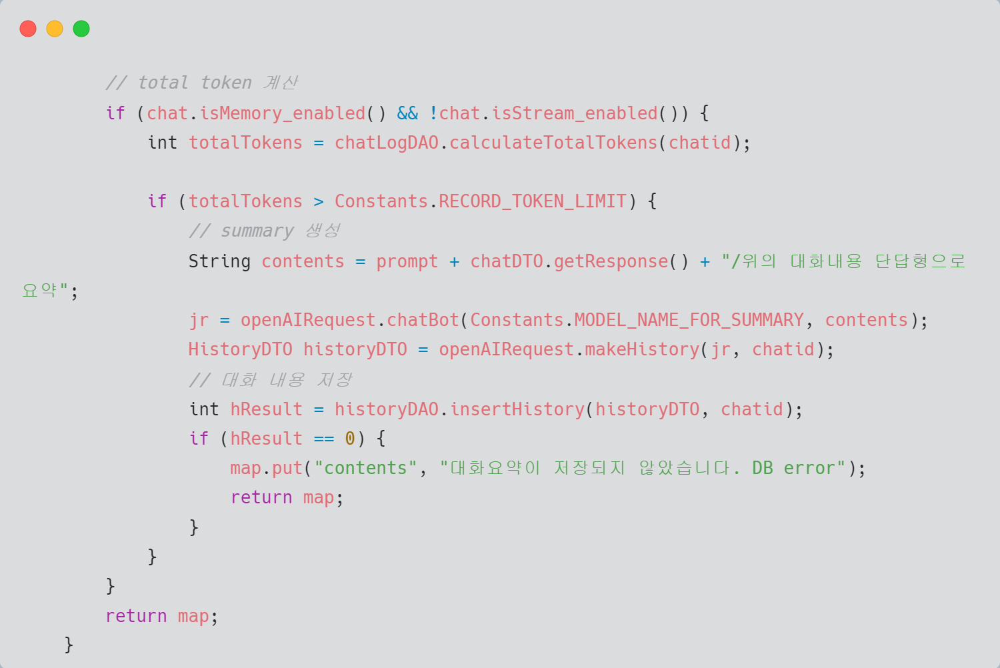 // total token 계산
if (chat.isMemory_enabled() && !chat.isStream_enabled()) {
int totalTokens = chatLogDAO.calculateTotalTokens(chatid);
if (totalTokens > Constants.RECORD_TOKEN_LIMIT) {
// summary 생성
String contents = prompt + chatDTO.getResponse() + "/위의 대화내용 단답형으로
요약";
jr = openAIRequest.chatBot(Constants.MODEL_NAME_FOR_SUMMARY, contents);
HistoryDTO historyDTO = openAIRequest.makeHistory(jr, chatid);
// 대화 내용 저장
int hResult = historyDAO.insertHistory(historyDTO, chatid);
if (hResult == 0) {
map.put("contents", "대화요약이 저장되지 않았습니다. DB error");
return map;
}
}
}
return map;
}